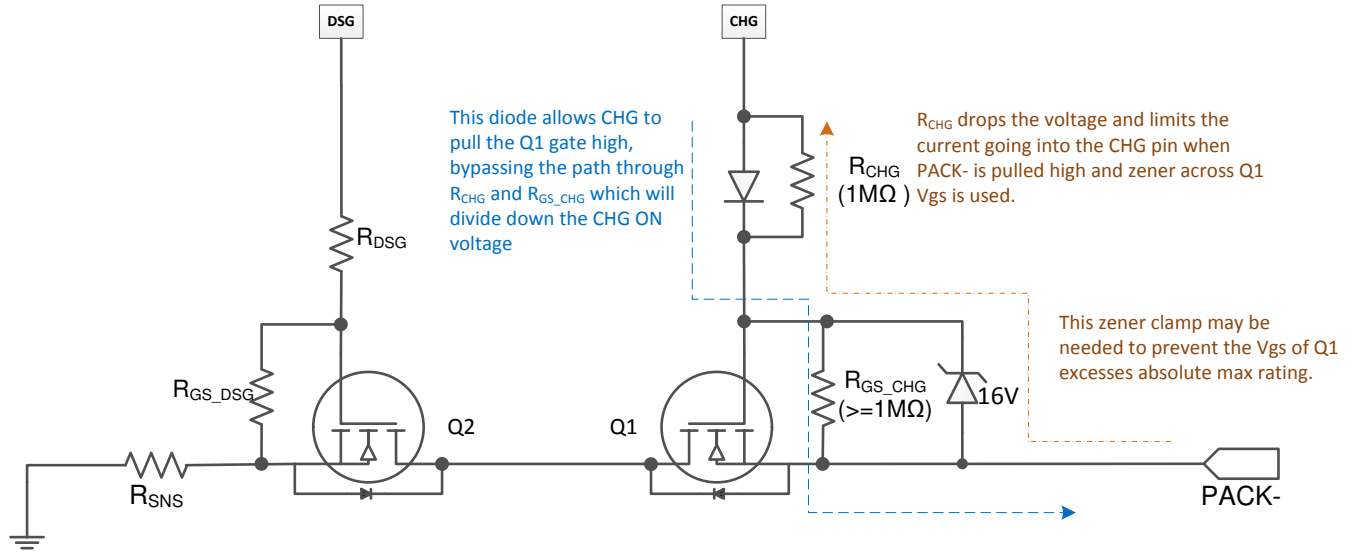 DSG
CHG
This diode allows CHG to
pull the Q1 gate high,
bypassing the path through
RCHG and RGS_CHG which will
divide down the CHG ON
voltage
RCHG
(1MΩ )
RCHG drops the voltage and limits the
current going into the CHG pin when
PACK- is pulled high and zener across Q1
Vgs is used.
RDSG
This zener clamp may be
needed to prevent the Vgs of Q1
excesses absolute max rating.
RGS_DSG
RGS_CHG
(>=1MΩ)
16V
Q2
Q1
RSNS
PACK-